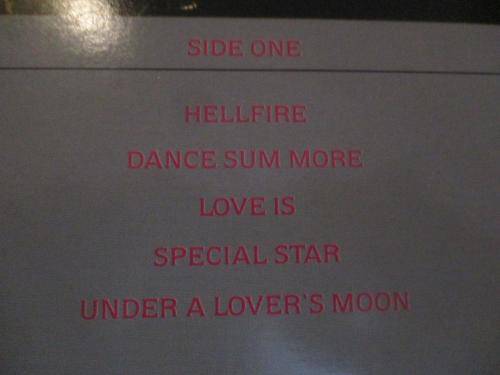 SIDE ONE
HELLFIRE
DANCE SUM MORE
LOVE IS
SPECIAL STAR
UNDER A LOVER'S MOON